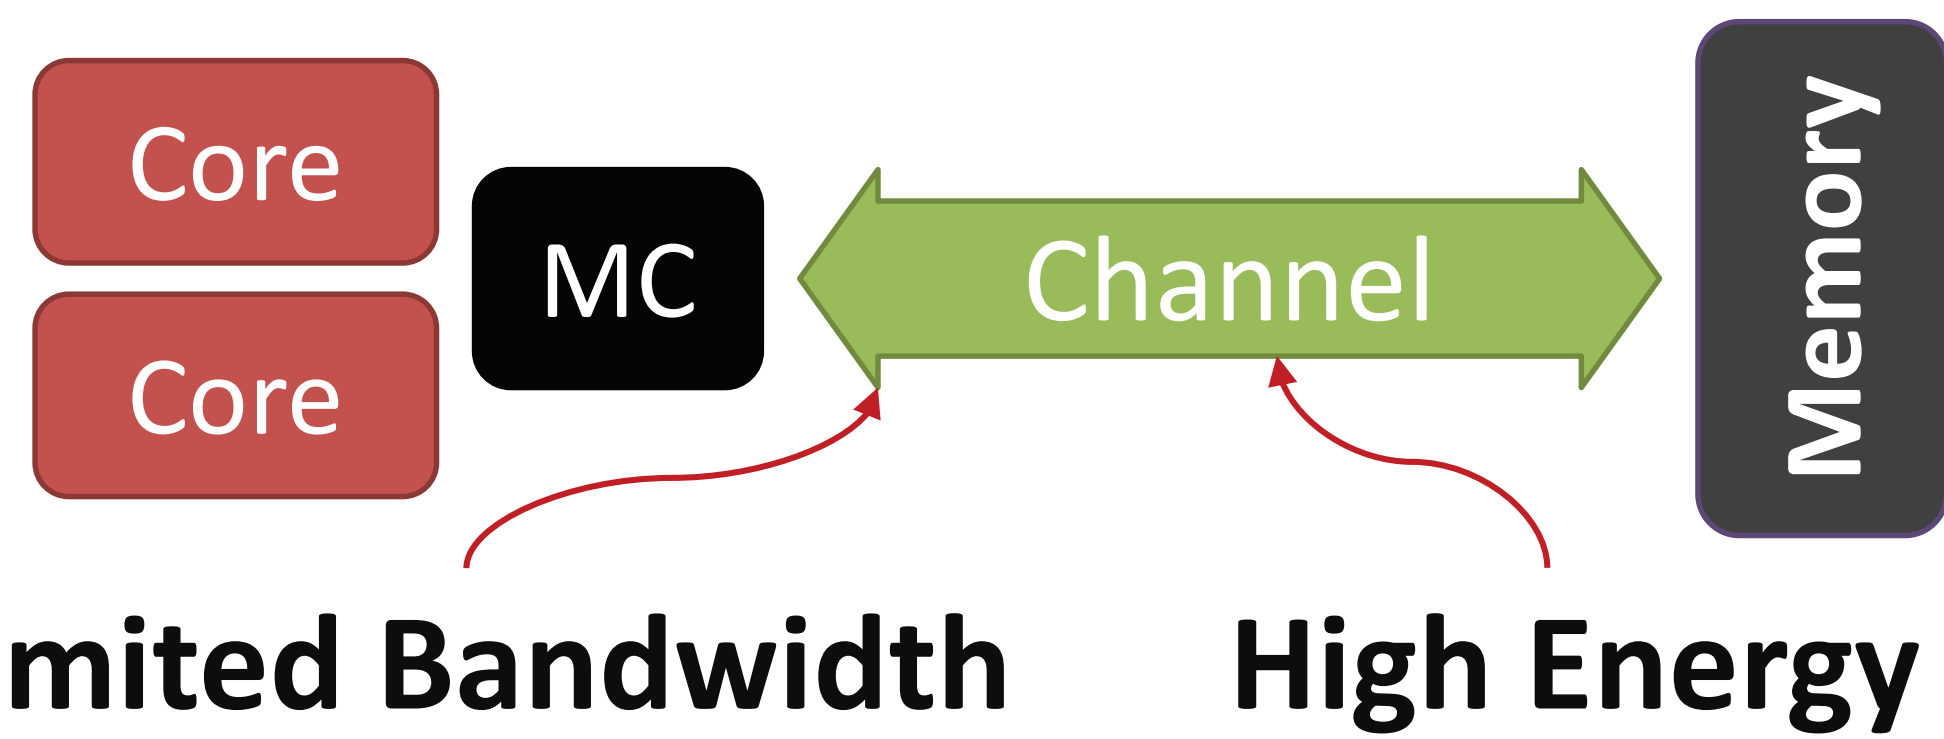 Core
Core
MC
Channel
Memory
mited Bandwidth
High Energy